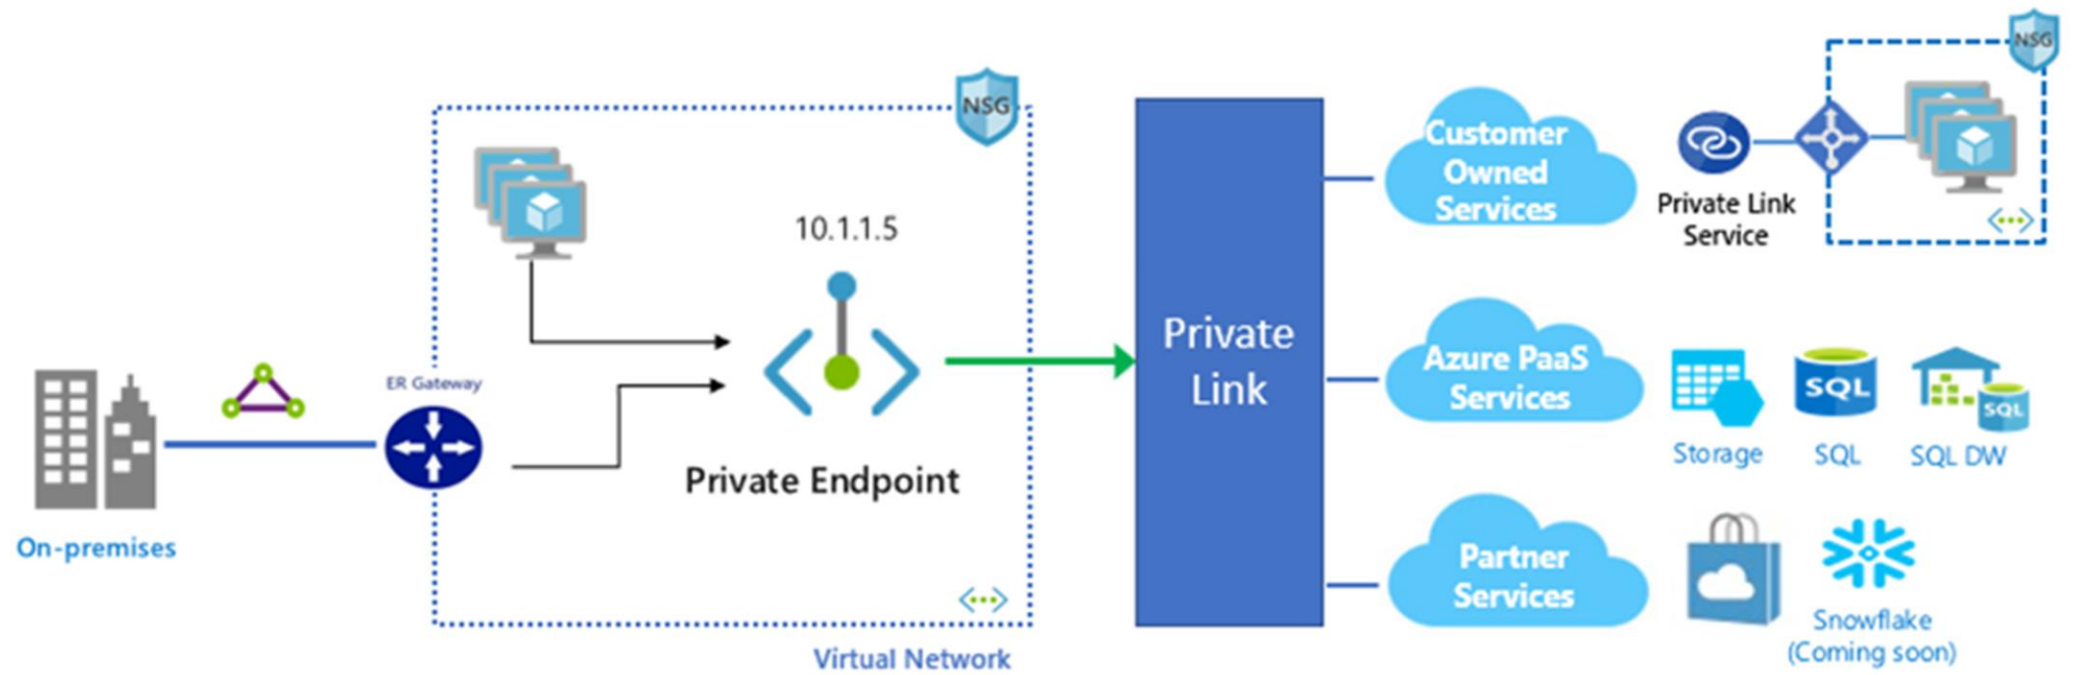 On-premises
ER Gateway
NSG
10.1.1.5
Private Endpoint
Virtual Network
Private
Link
Customer
Owned
Services
Private Link
Service
NSG
Azure PaaS
Services
Storage
SQL
SQL
SQL
SQL DW
Partner
Services
Snowflake
(Coming soon)